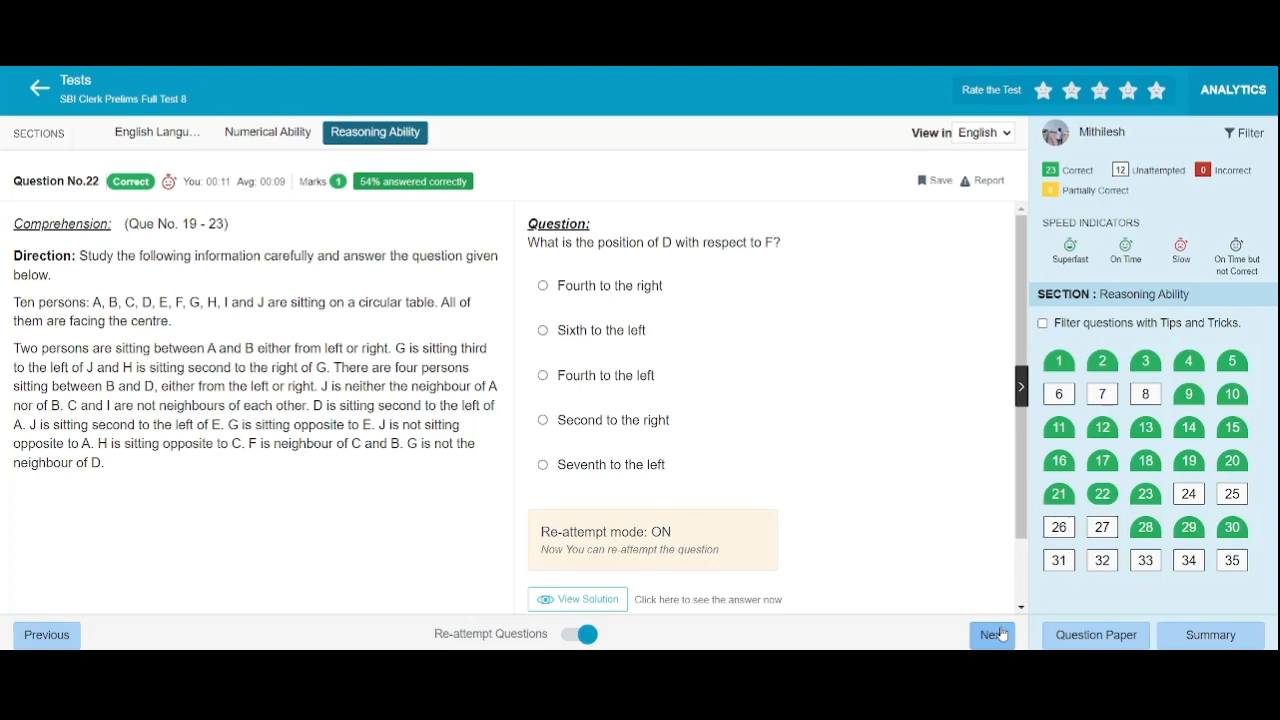 Tests
SBI Clerk Prelims Full Test 8
Rate the Test
ANALYTICS
SECTIONS
English Langu...
Numerical Ability
Reasoning Ability
View in English
Mithilesh
Filter
Question No.22 Correct You: 00:11 Avg: 00:09 Marks 1 54% answered correctly
Save Report
23 Correct 12 Unattempted 0 Incorrect
0 Partially Correct
Comprehension: (Que No. 19 - 23)
Direction: Study the following information carefully and answer the question given
below.
Ten persons: A, B, C, D, E, F, G, H, I and J are sitting on a circular table. All of
them are facing the centre.
Two persons are sitting between A and B either from left or right. G is sitting third
to the left of J and H is sitting second to the right of G. There are four persons
sitting between B and D, either from the left or right. J is neither the neighbour of A
nor of B. C and I are not neighbours of each other. D is sitting second to the left of
A. J is sitting second to the left of E. G is sitting opposite to E. J is not sitting
opposite to A. H is sitting opposite to C. F is neighbour of C and B. G is not the
neighbour of D.
Question:
What is the position of D with respect to F?
Fourth to the right
Sixth to the left
Fourth to the left
Second to the right
Seventh to the left
Re-attempt mode: ON
Now You can re-attempt the question
View Solution Click here to see the answer now
SPEED INDICATORS
Superfast On Time Slow On Time but
not Correct
SECTION : Reasoning Ability
Filter questions with Tips and Tricks.
1 2 3 4 5
6 7 8 9 10
11 12 13 14 15
16 17 18 19 20
21 22 23 24 25
26 27 28 29 30
31 32 33 34 35
Previous
Re-attempt Questions
Next
Question Paper
Summary